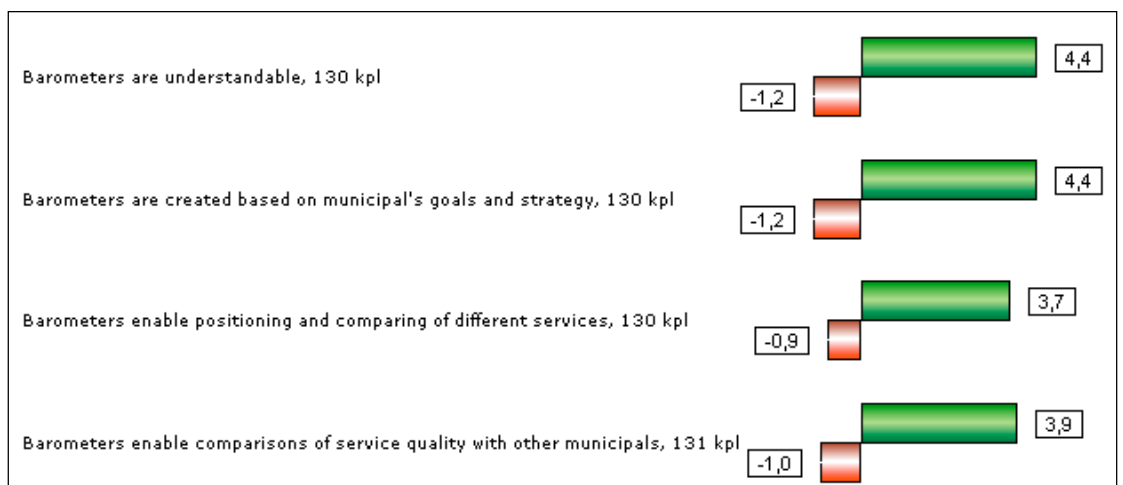 4,4
Barometers are understandable, 130 kpl
-1,2
4,4
Barometers are created based on municipal's goals and strategy, 130 kpl
-1,2
3,7
Barometers enable positioning and comparing of different services, 130 kpl
-0,9
3,9
Barometers enable comparisons of service quality with other municipals, 131 kpl
-1,0